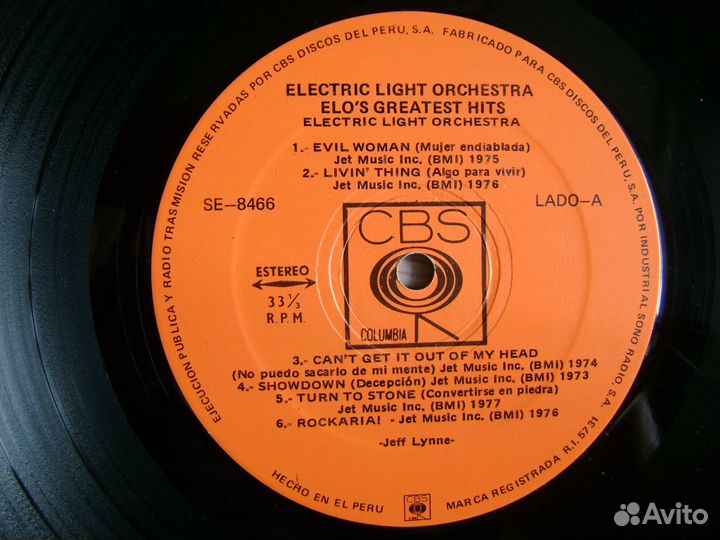 EJECUCION PUBLICA Y RADIO TRASMISION RESERVADAS POR CBS DISCOS DEL PERU, S.A. FABRICADO PARA CBS DISCOS DEL PERU, S.A. POR INDUSTRIAL SONO RADIO, S.A.
ELECTRIC LIGHT ORCHESTRA
ELO'S GREATEST HITS
ELECTRIC LIGHT ORCHESTRA
1.- EVIL WOMAN (Mujer endiablada)
Jet Music Inc. (BMI) 1975
2.- LIVIN' THING (Algo para vivir)
Jet Music Inc. (BMI) 1976
SE-8466
LADO-A
CBS
ESTEREO
33 1/3
R.P.M.
COLUMBIA
3.- CAN'T GET IT OUT OF MY HEAD
(No puedo sacarlo de mi mente) Jet Music Inc. (BMI) 1974
4.- SHOWDOWN (Decepción) Jet Music Inc. (BMI) 1973
5.- TURN TO STONE (Convertirse en piedra)
Jet Music Inc. (BMI) 1977
6.- ROCKARIA! - Jet Music Inc. (BMI) 1976
-Jeff Lynne-
HECHO EN EL PERU
CBS
MARCA REGISTRADA R.I. 5731
Avito